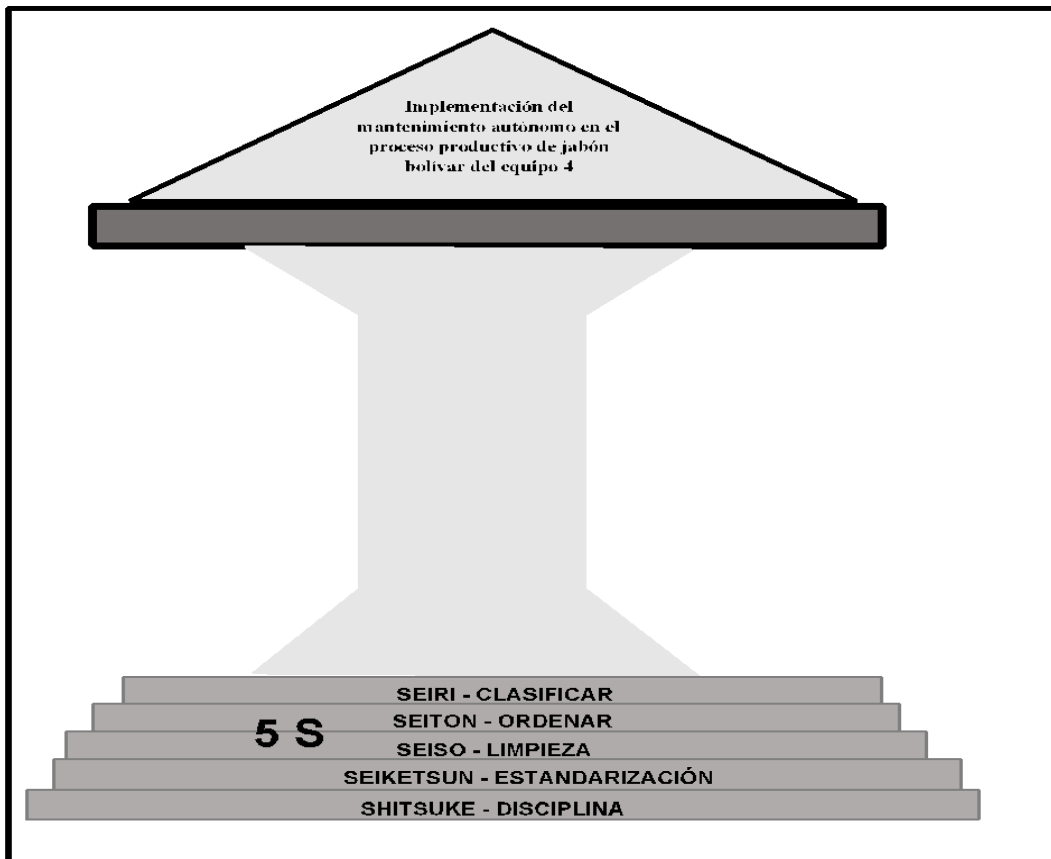 Implementación del
mantenimiento autónomo en el
proceso productivo de jabón
bolívar del equipo 4
SEIRI - CLASIFICAR
SEITON - ORDENAR
5 S
SEISO - LIMPIEZA
SEIKETSUN - ESTANDARIZACIÓN
SHITSUKE - DISCIPLINA